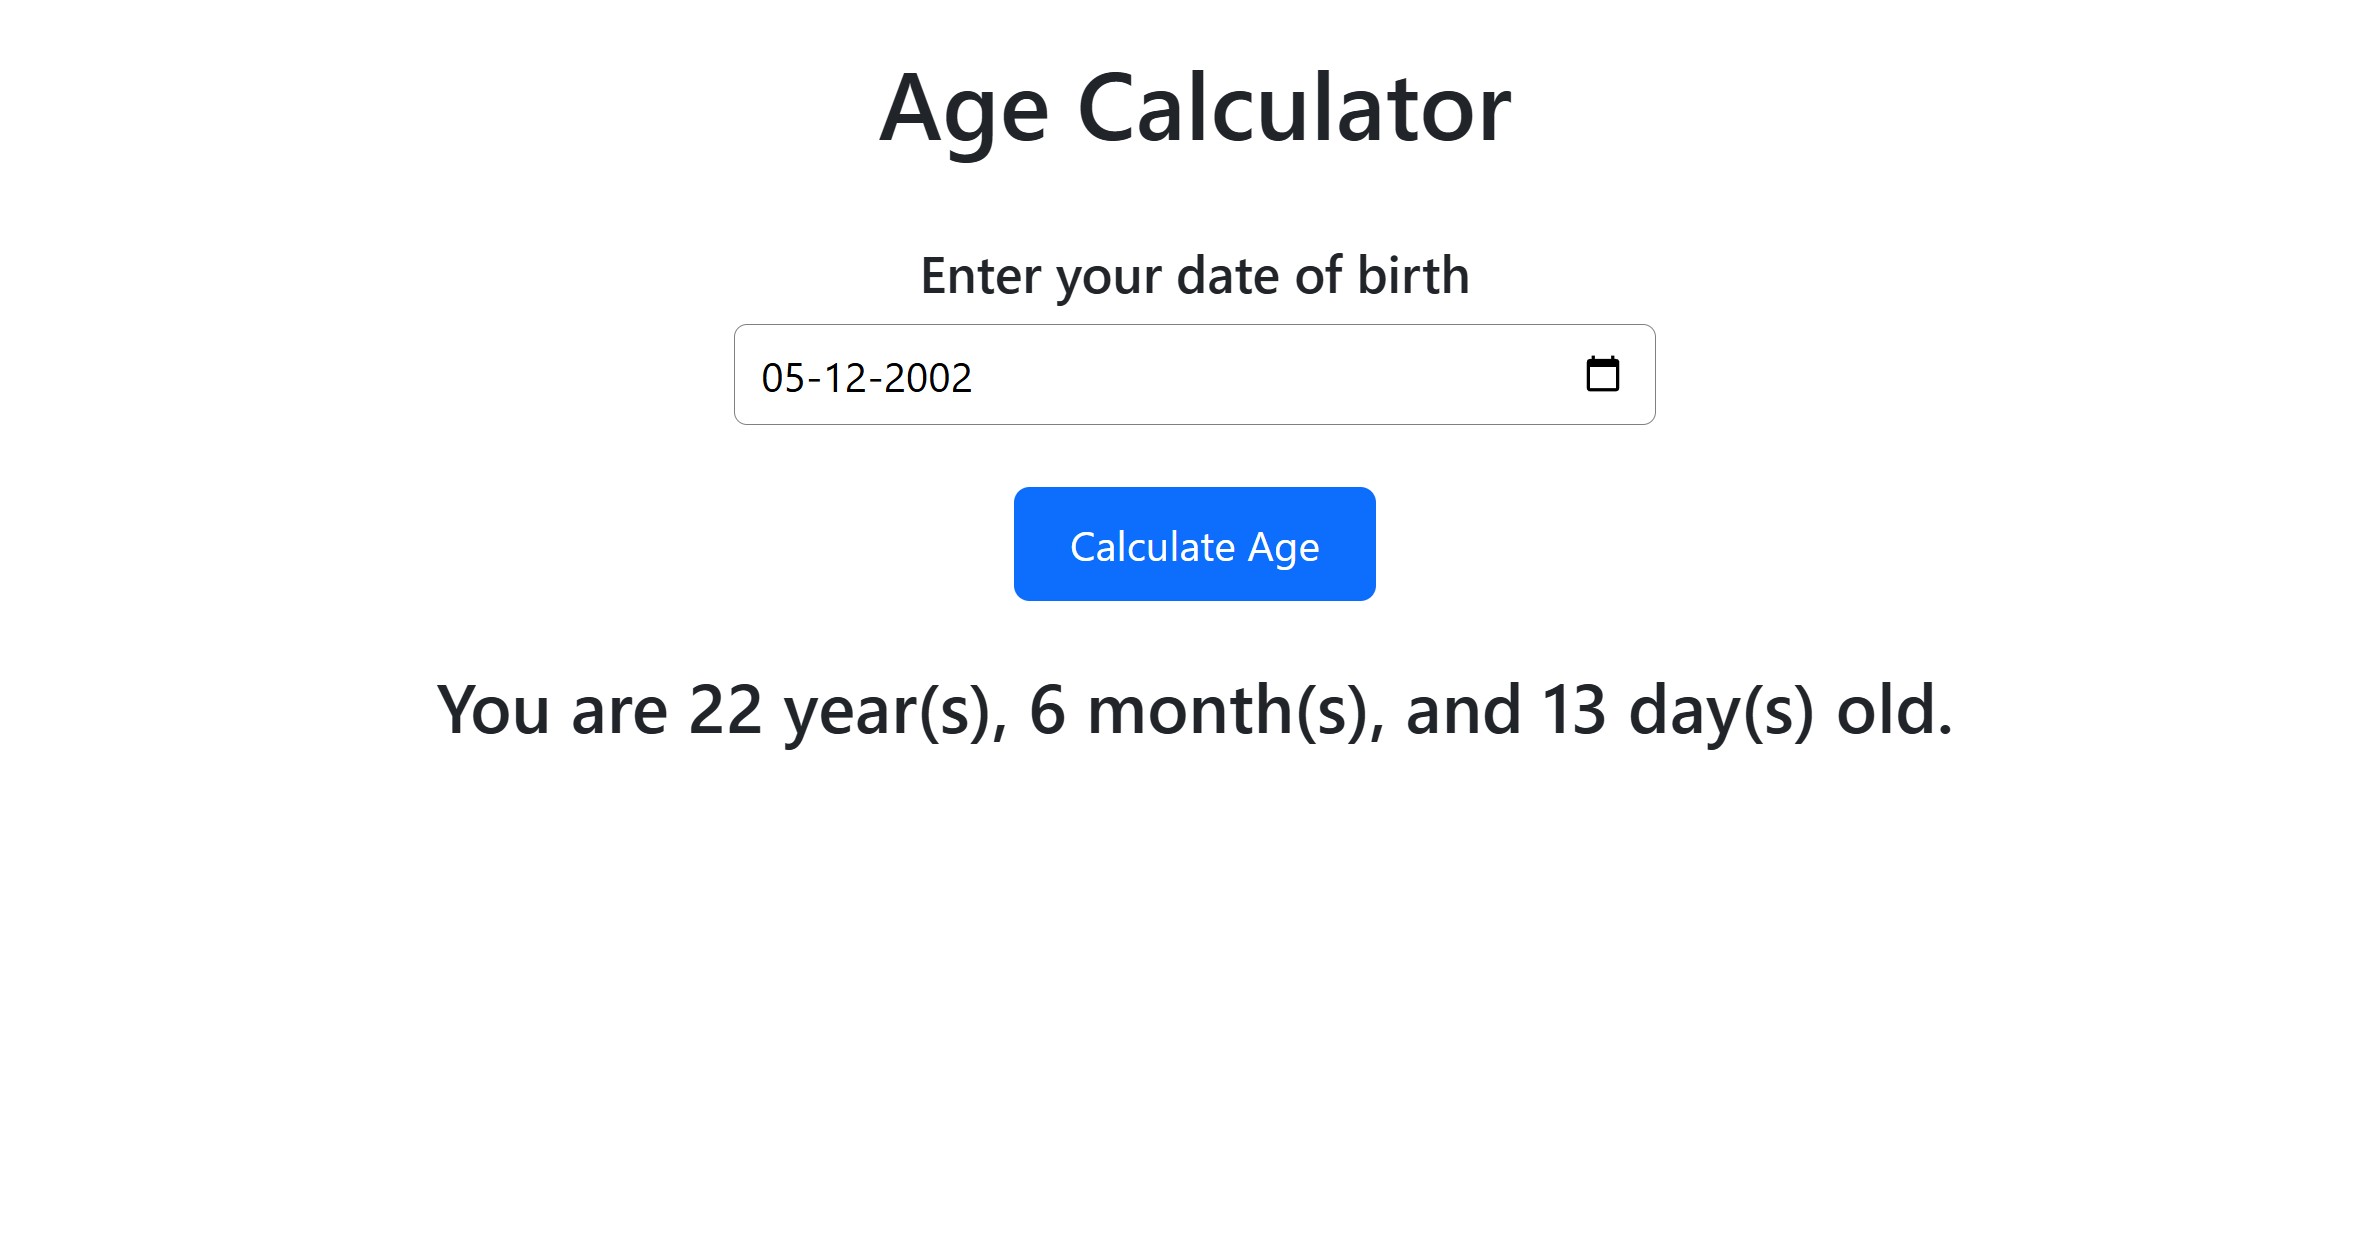 Age Calculator
Enter your date of birth
05-12-2002
Calculate Age
You are 22 year(s), 6 month(s), and 13 day(s) old.